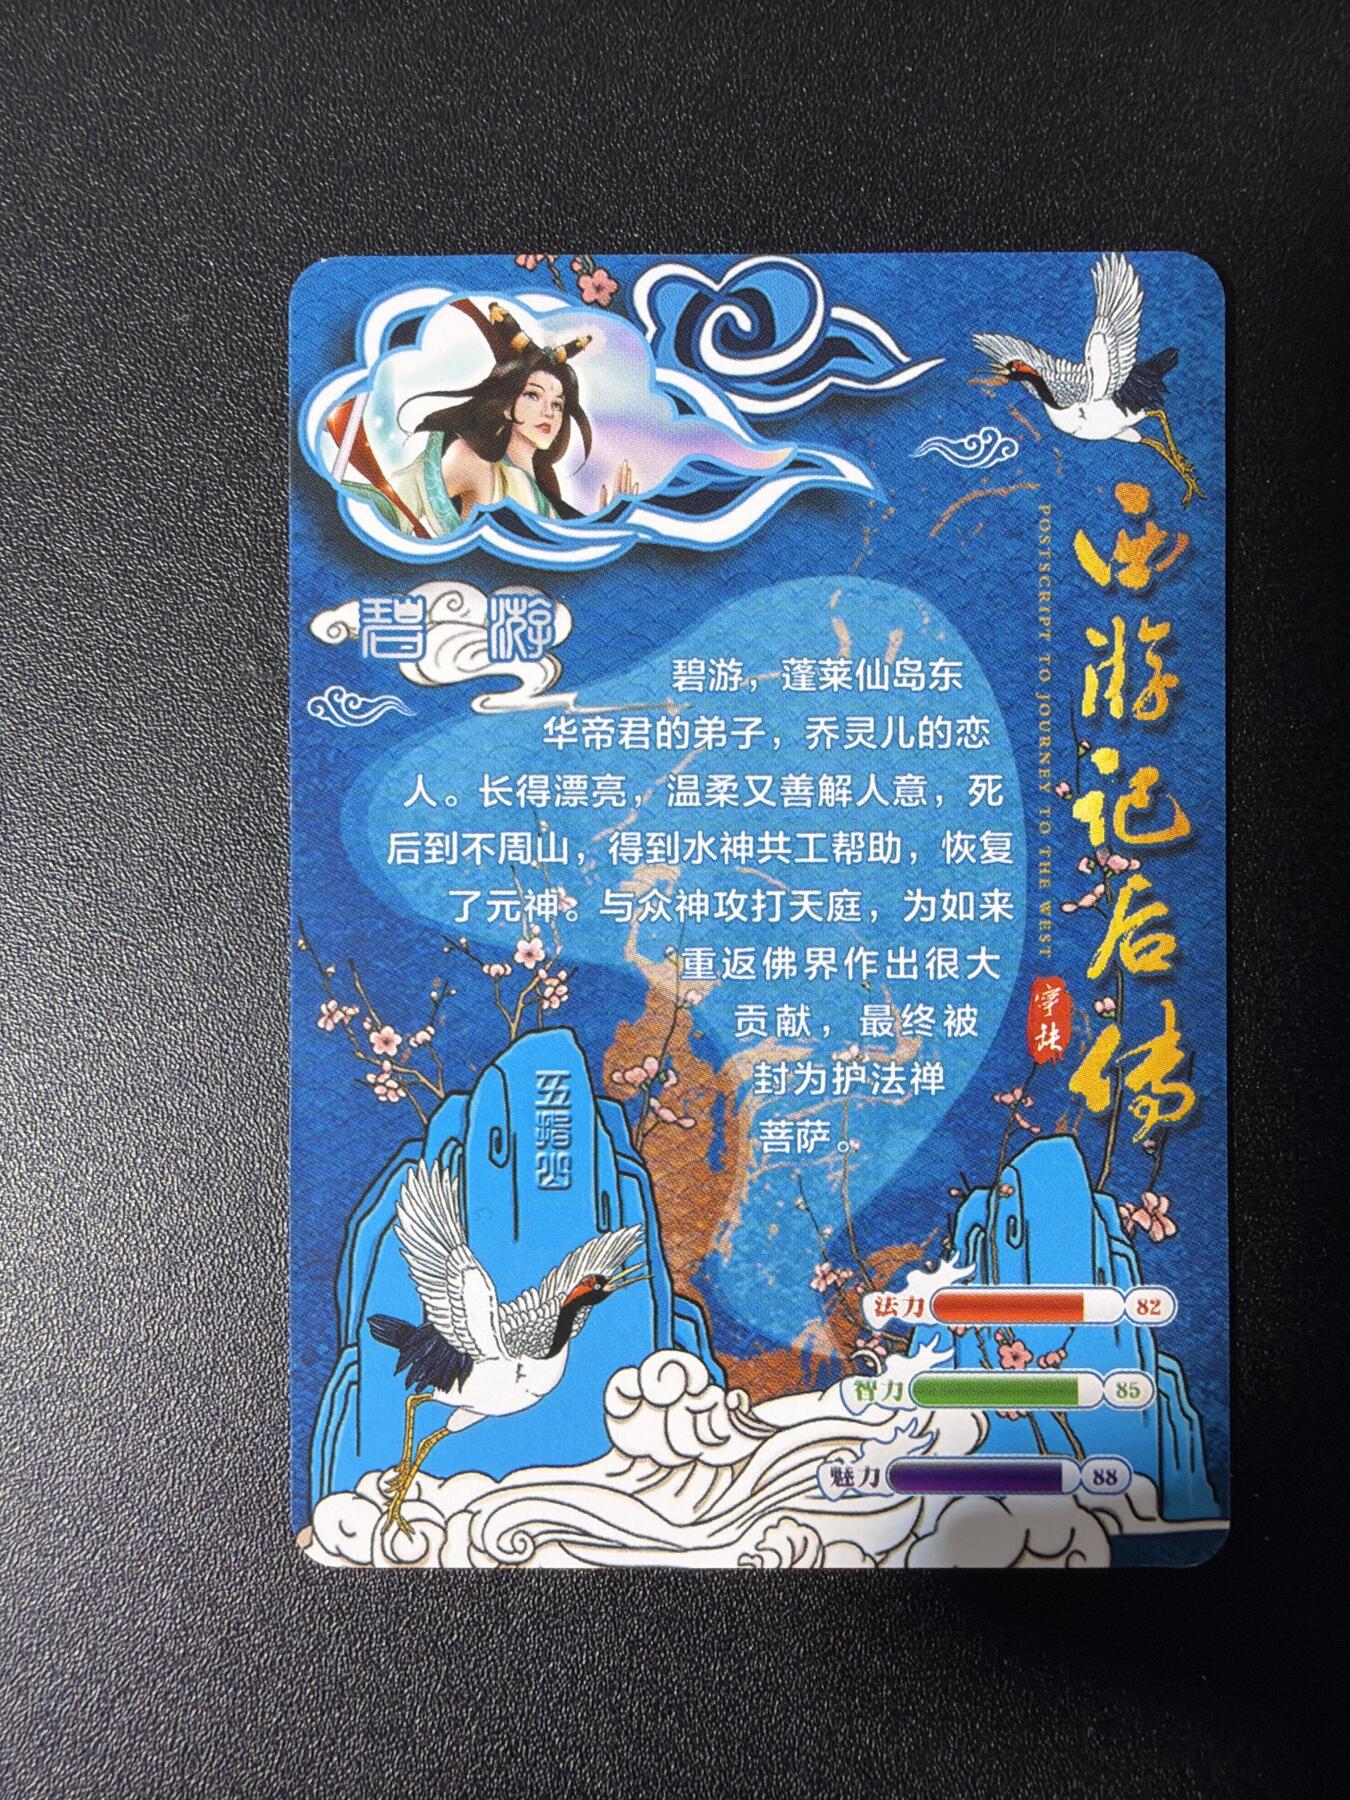 西游记后传
POSTSCRIPT TO JOURNEY TO THE WEST
碧 游
碧游，蓬莱仙岛东
华帝君的弟子，乔灵儿的恋
人。长得漂亮，温柔又善解人意，死
后到不周山，得到水神共工帮助，恢复
了元神。与众神攻打天庭，为如来
重返佛界作出很大
贡献，最终被
封为护法禅
菩萨。
五指山
法力 82
智力 85
魅力 88